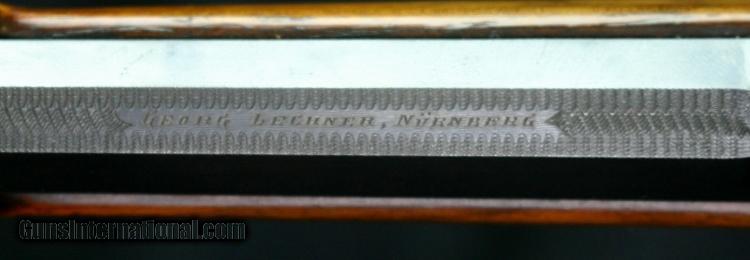 Georg Lechner, Nürnberg
GunsInternational.com